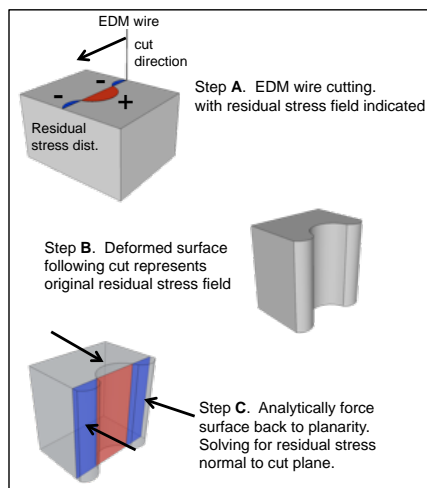 EDM wire
cut
direction
-
-
+
Residual
stress dist.
Step A.  EDM wire cutting.
with residual stress field indicated
Step B.  Deformed surface
following cut represents
original residual stress field
Step C.  Analytically force
surface back to planarity.
Solving for residual stress
normal to cut plane.